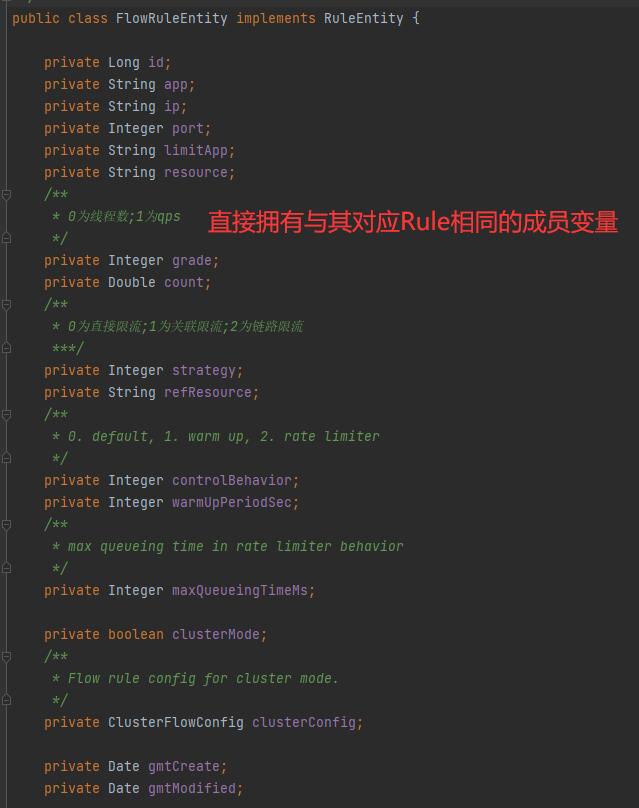 public class FlowRuleEntity implements RuleEntity {
private Long id;
private String app;
private String ip;
private Integer port;
private String limitApp;
private String resource;
/**
* 0为线程数;1为qps
直接拥有与其对应Rule相同的成员变量
*/
private Integer grade;
private Double count;
/**
* 0为直接限流;1为关联限流;2为链路限流
***/
private Integer strategy;
private String refResource;
/**
* 0. default, 1. warm up, 2. rate limiter
*/
private Integer controlBehavior;
private Integer warmUpPeriodSec;
/**
* max queueing time in rate limiter behavior
*/
private Integer maxQueueingTimeMs;
private boolean clusterMode;
/**
* Flow rule config for cluster mode.
*/
private ClusterFlowConfig clusterConfig;
private Date gmtCreate;
private Date gmtModified;